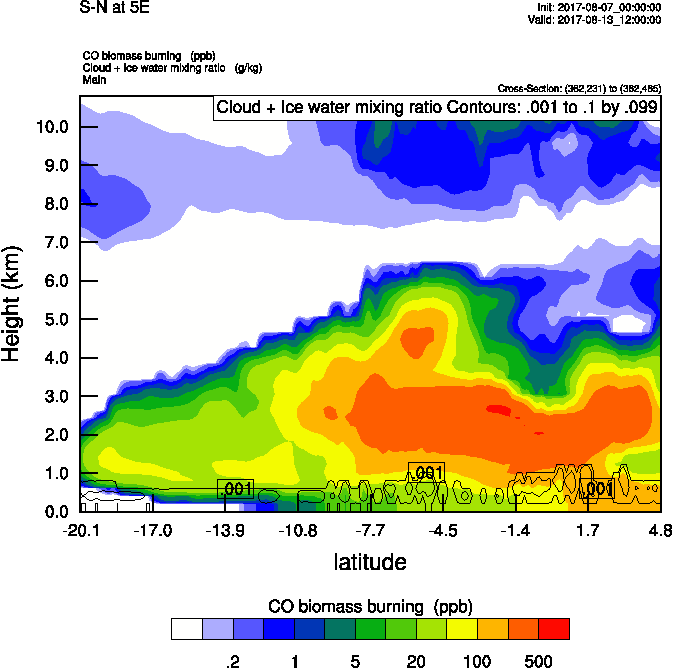 S-N at 5E
Init: 2017-08-07_00:00:00
Valid: 2017-08-13_12:00:00
CO biomass burning (ppb)
Cloud + Ice water mixing ratio (g/kg)
Main
Cross-Section: (362,231) to (362,485)
Cloud + Ice water mixing ratio Contours: .001 to .1 by .099
10.0
9.0
8.0
7.0
6.0
5.0
4.0
3.0
2.0
1.0
0.0
Height (km)
.001
.001
.001
-20.1 -17.0 -13.9 -10.8 -7.7 -4.5 -1.4 1.7 4.8
latitude
CO biomass burning (ppb)
.2 1 5 20 100 500